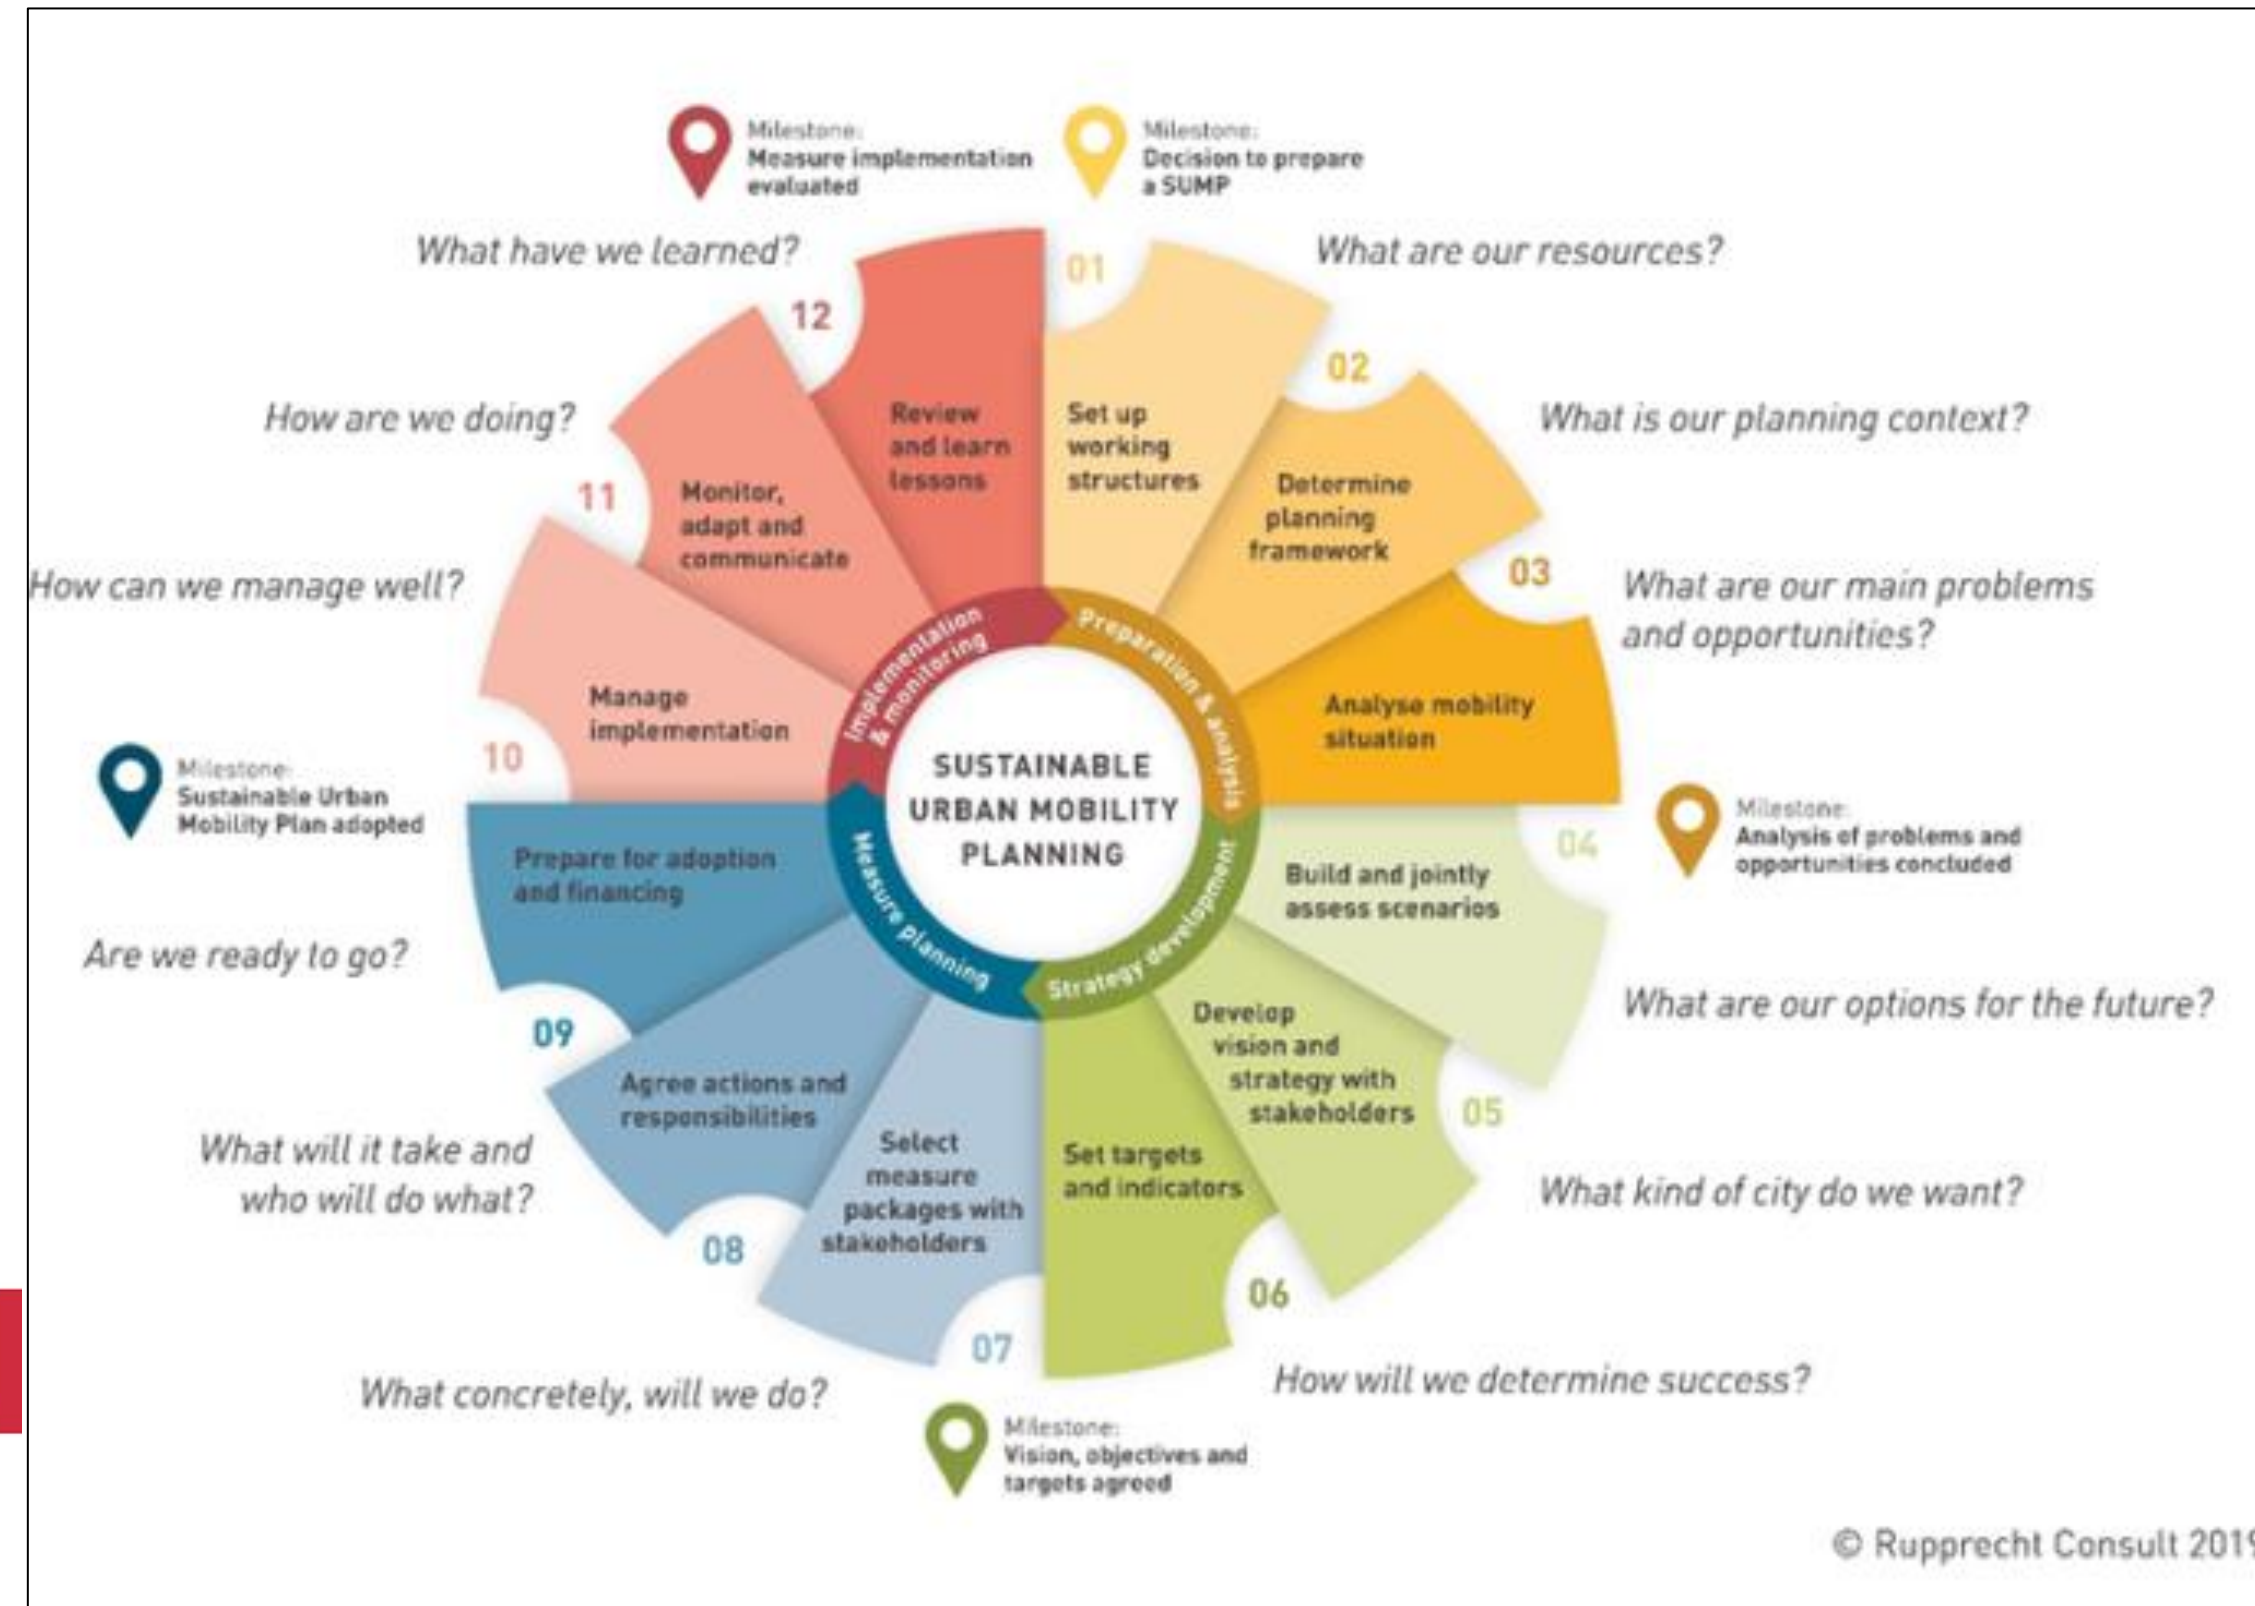 Milestone:
Measure implementation
evaluated
Milestone:
Decision to prepare
a SUMP
What have we learned?
What are our resources?
01
12
02
How are we doing?
What is our planning context?
Review
and learn
lessons
Set up
working
structures
11
Monitor,
adapt and
communicate
Determine
planning
framework
03
How can we manage well?
What are our main problems
and opportunities?
Implementation
& monitoring
Preparation & analysis
Manage
implementation
Analyse mobility
situation
10
Milestone:
Sustainable Urban
Mobility Plan adopted
SUSTAINABLE
URBAN MOBILITY
PLANNING
Milestone:
Analysis of problems and
opportunities concluded
04
Prepare for adoption
and financing
Measure planning
Strategy development
Build and jointly
assess scenarios
Are we ready to go?
What are our options for the future?
09
Develop
vision and
strategy with
stakeholders
05
Agree actions and
responsibilities
Select
measure
packages with
stakeholders
Set targets
and indicators
What will it take and
who will do what?
What kind of city do we want?
08
06
07
What concretely, will we do?
How will we determine success?
Milestone:
Vision, objectives and
targets agreed
© Rupprecht Consult 2019